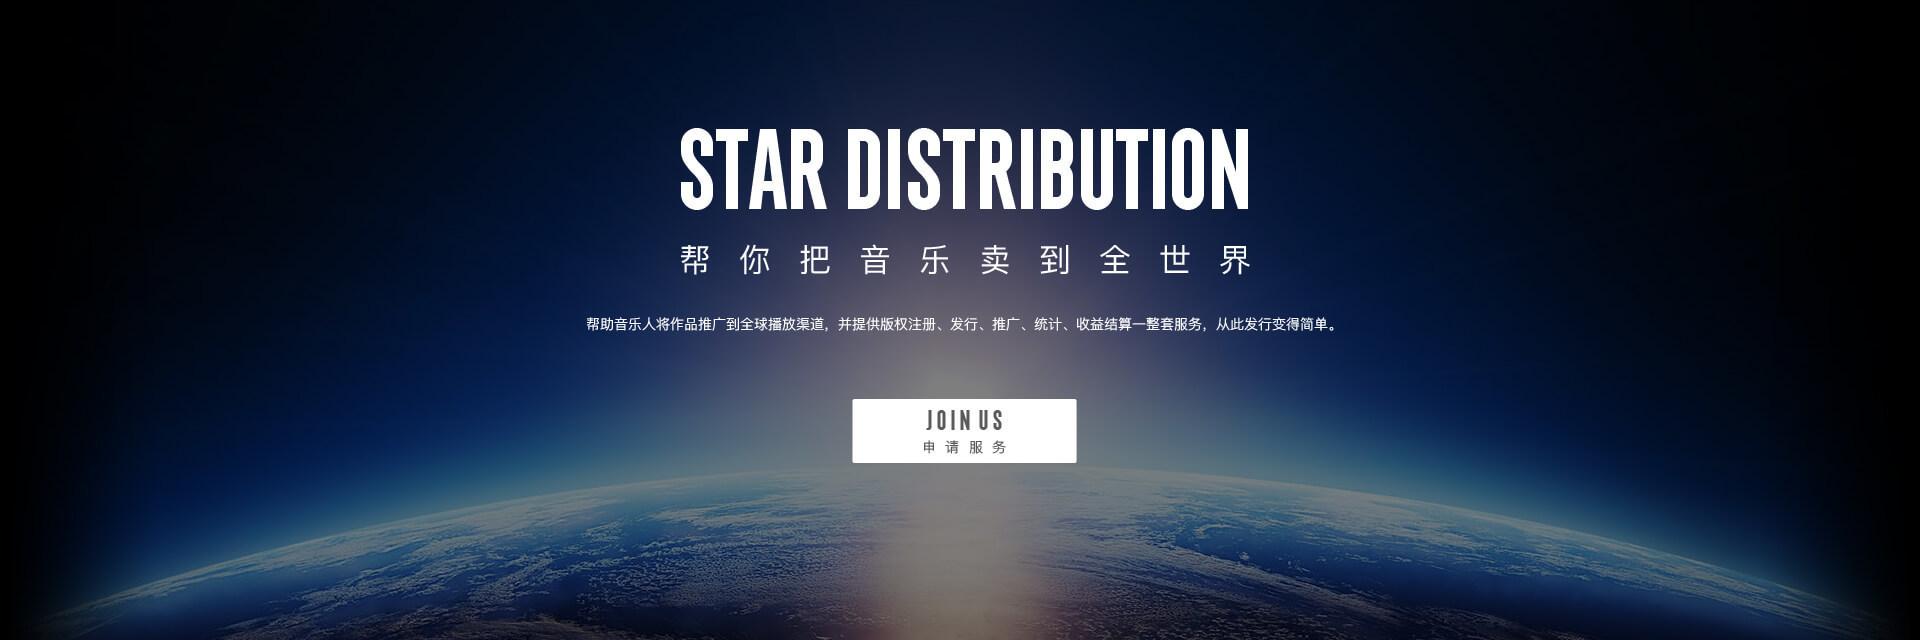 STAR DISTRIBUTION
帮你把音乐卖到全世界
帮助音乐人将作品推广到全球播放渠道，并提供版权注册、发行、推广、统计、收益结算一整套服务，从此发行变得简单。
JOIN US
申请服务